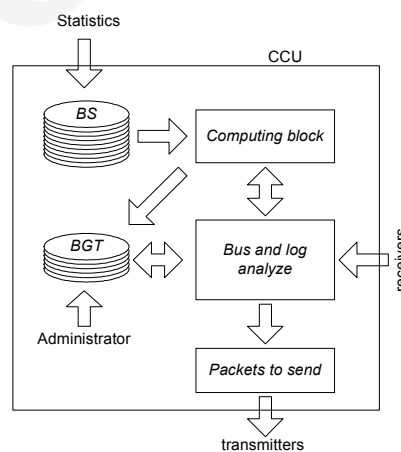 Statistics
CCU
BS
Computing block
BGT
Bus and log
analyze
receivers
Administrator
Packets to send
transmitters